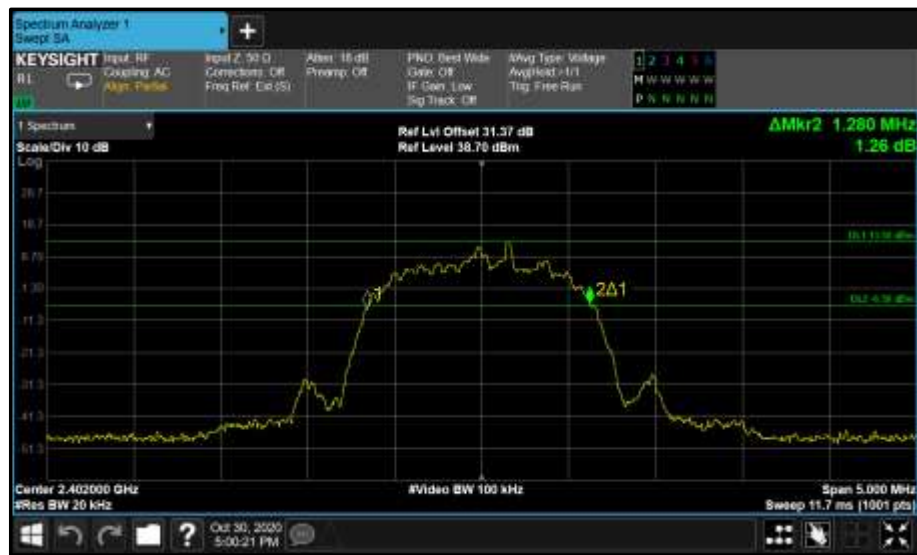 Spectrum Analyzer 1
Swept SA
+
KEYSIGHT
R L
Input: RF
Coupling: AC
Align: Partial
Input Z: 50 Ω
Corrections: Off
Freq Ref: Ext (S)
Atten: 16 dB
Preamp: Off
PNO: Best Wide
Gate: Off
IF Gain: Low
Sig Track: Off
#Avg Type: Voltage
Avg|Hold: >1/1
Trig: Free Run
1 2 3 4 5 6
M W W W W W
P N N N N N
1 Spectrum
Scale/Div 10 dB
Log
Ref Lvl Offset 31.37 dB
Ref Level 38.70 dBm
ΔMkr2 1.280 MHz
1.26 dB
28.7
18.7
8.70
-1.30
-11.3
-21.3
-31.3
-41.3
-51.3
2Δ1
Center 2.402000 GHz
#Res BW 20 kHz
#Video BW 100 kHz
Span 5.000 MHz
Sweep 11.7 ms (1001 pts)
?
Oct 30, 2020
5:00:21 PM